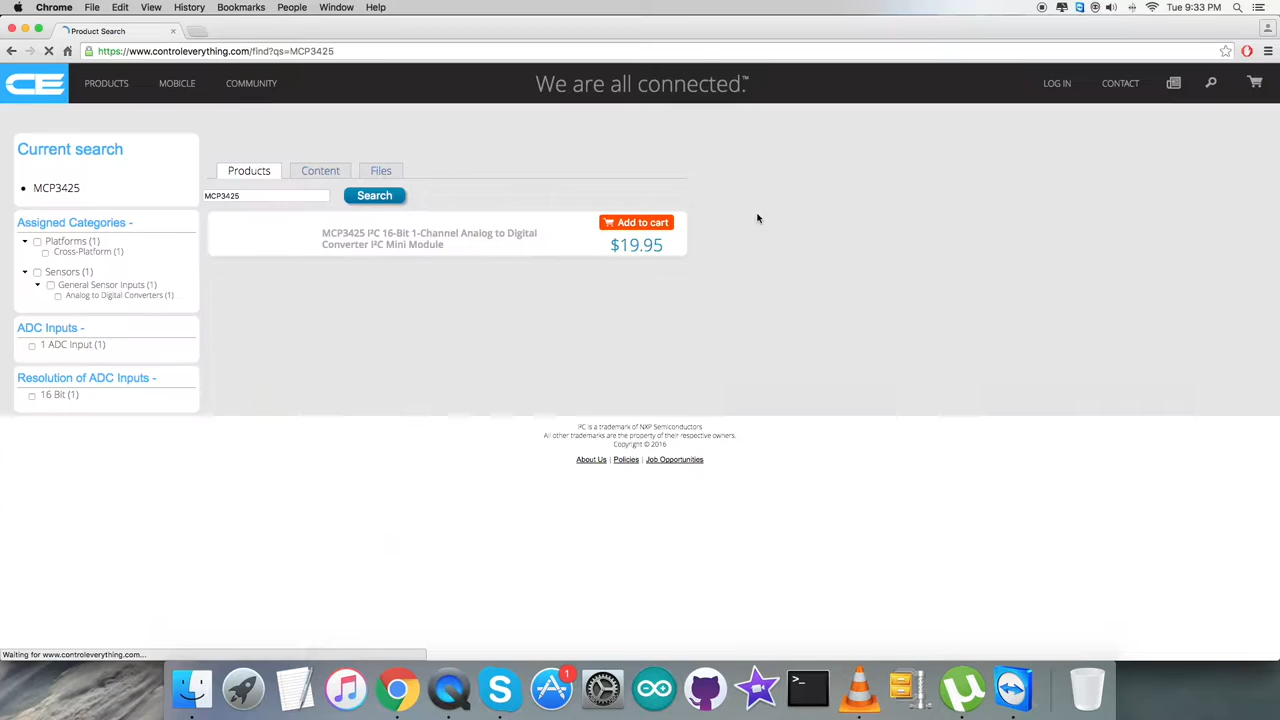 Chrome File Edit View History Bookmarks People Window Help Tue 9:33 PM
Product Search
https://www.controleverything.com/find?qs=MCP3425
CE PRODUCTS MOBICLE COMMUNITY We are all connected.™ LOG IN CONTACT
Current search
MCP3425
Assigned Categories -
Platforms (1)
Cross-Platform (1)
Sensors (1)
General Sensor Inputs (1)
Analog to Digital Converters (1)
ADC Inputs -
1 ADC Input (1)
Resolution of ADC Inputs -
16 Bit (1)
Products Content Files
MCP3425 Search
MCP3425 I²C 16-Bit 1-Channel Analog to Digital
Converter I²C Mini Module
Add to cart
$19.95
I²C is a trademark of NXP Semiconductors
All other trademarks are the property of their respective owners.
Copyright © 2016
About Us | Policies | Job Opportunities
Waiting for www.controleverything.com...
1